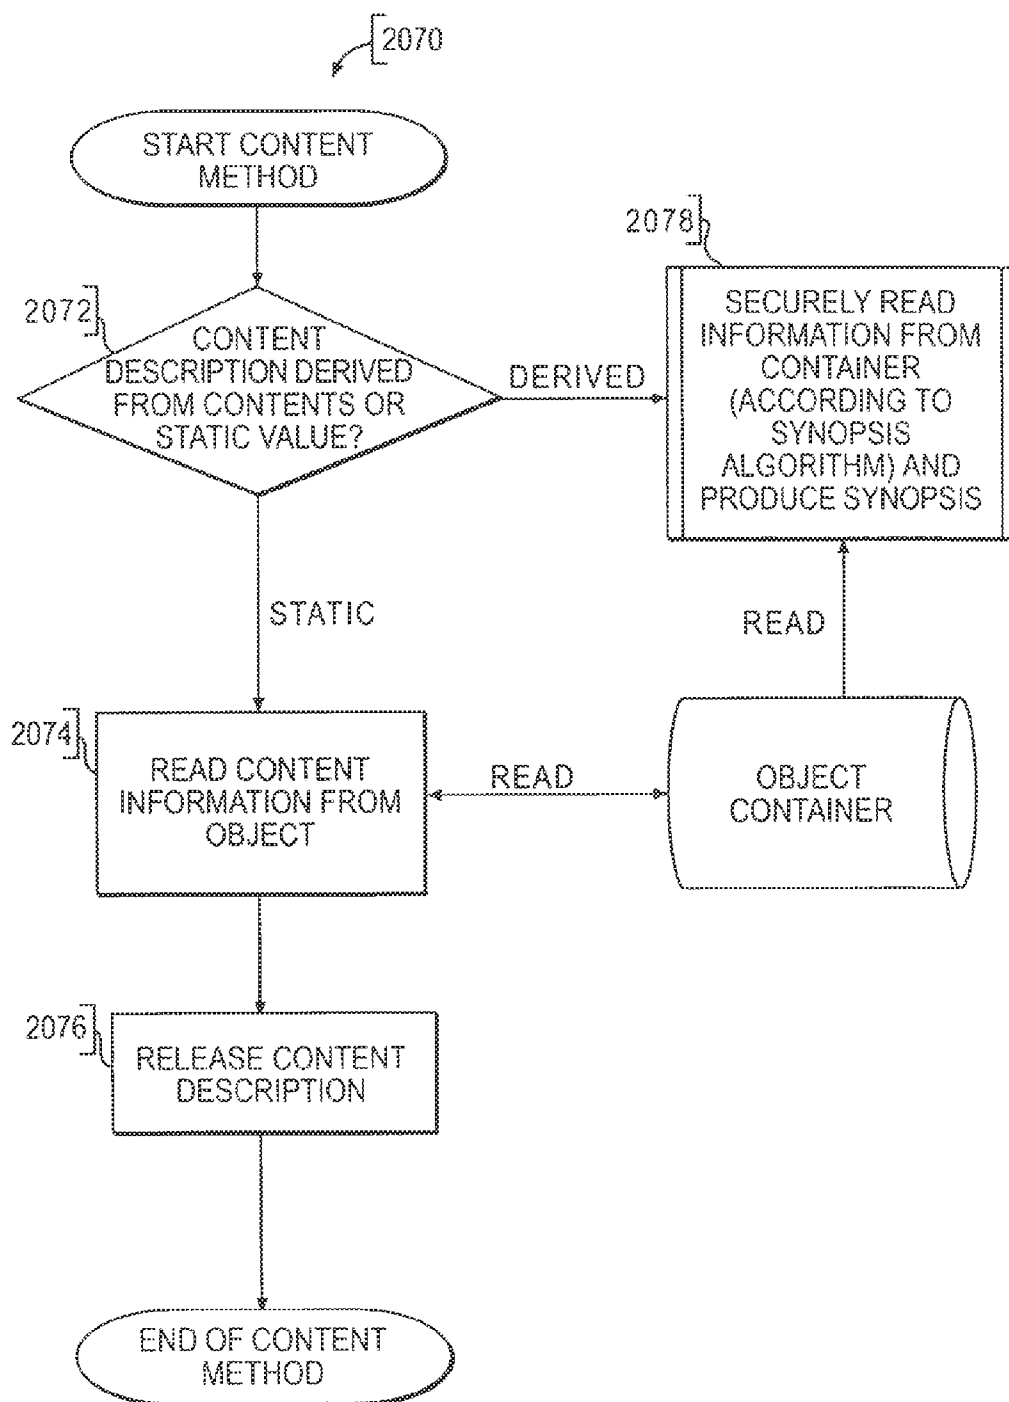 2070
START CONTENT
METHOD
2078
SECURELY READ
INFORMATION FROM
CONTAINER
(ACCORDING TO
SYNOPSIS
ALGORITHM) AND
PRODUCE SYNOPSIS
2072
CONTENT
DESCRIPTION DERIVED
FROM CONTENTS OR
STATIC VALUE?
DERIVED
STATIC
READ
2074
READ CONTENT
INFORMATION FROM
OBJECT
READ
OBJECT
CONTAINER
2076
RELEASE CONTENT
DESCRIPTION
END OF CONTENT
METHOD